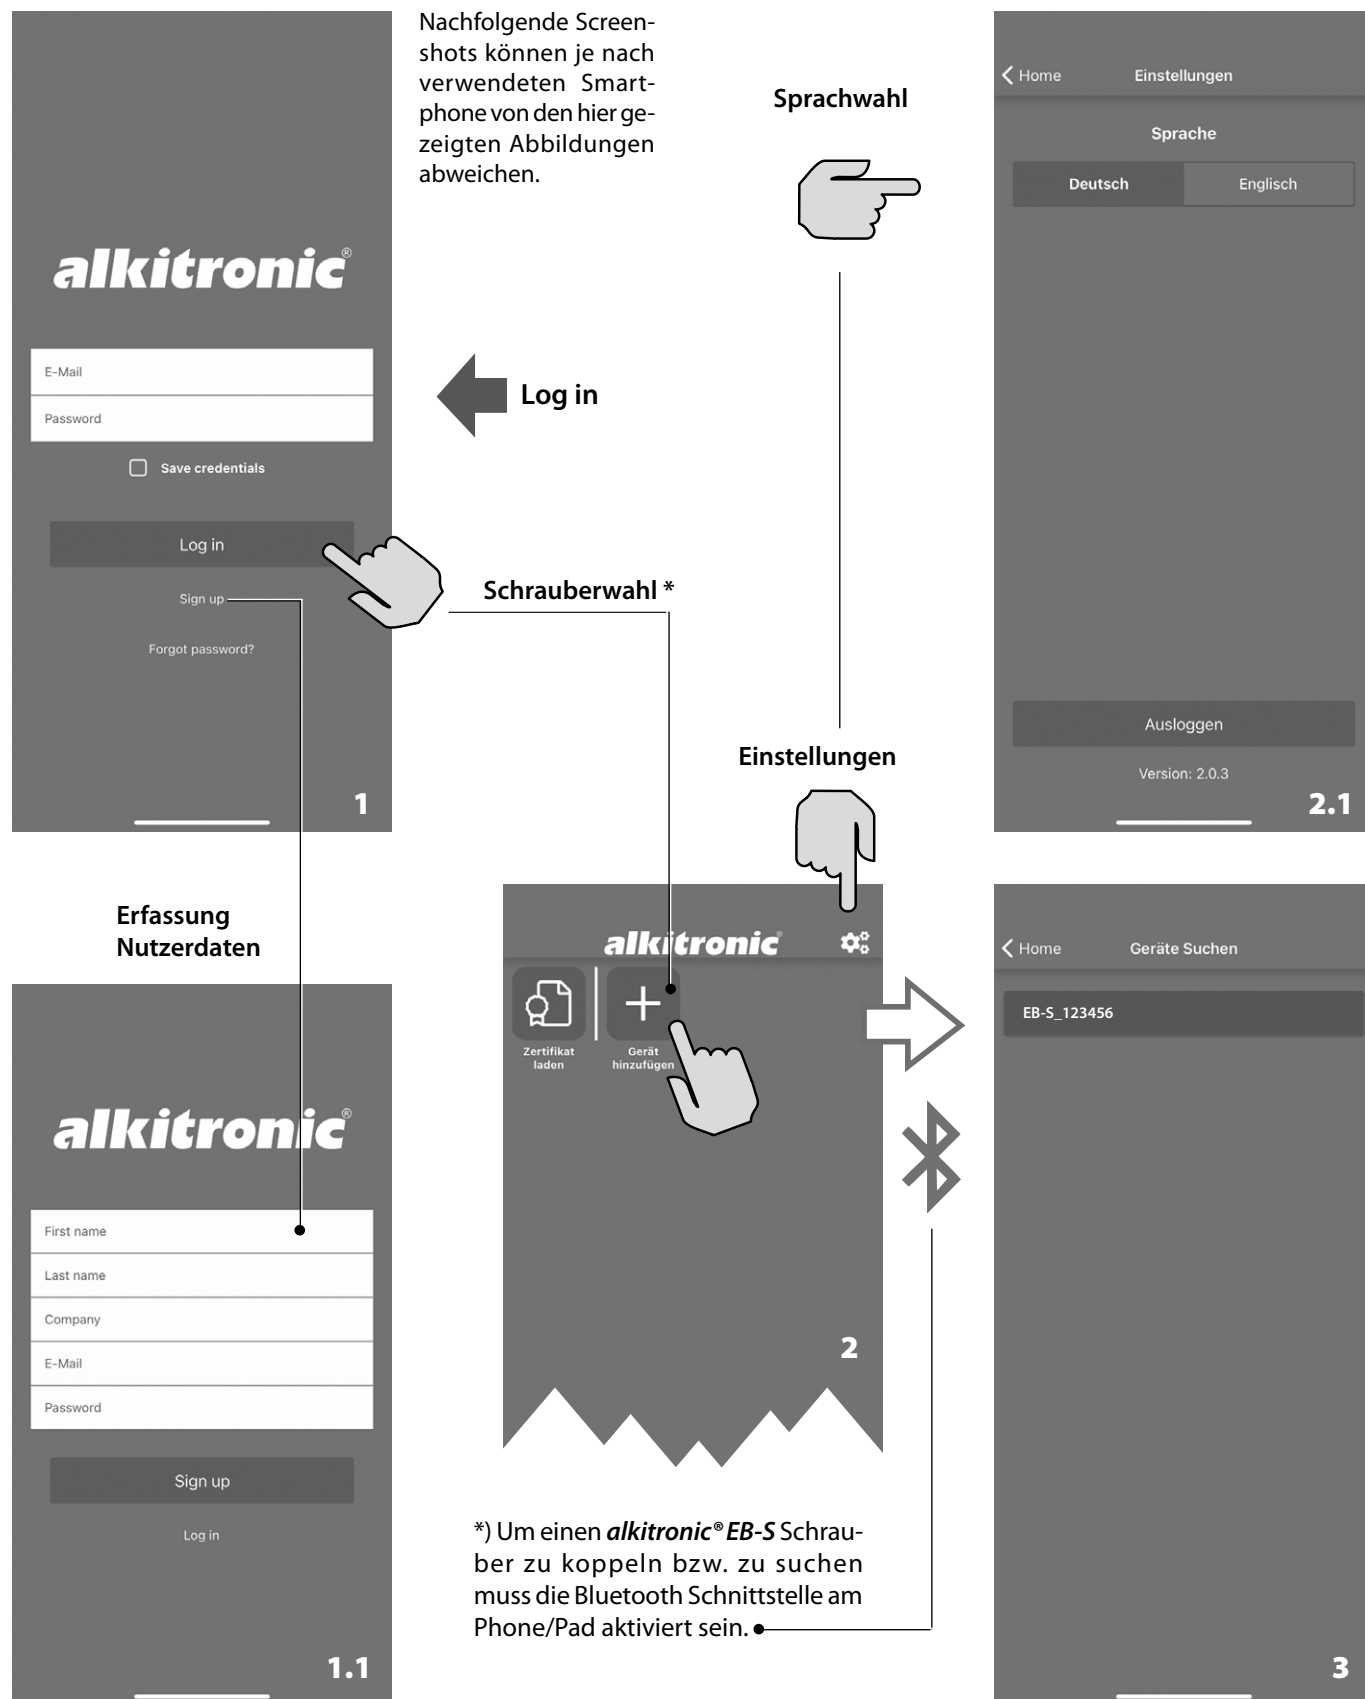 Nachfolgende Screen-
shots können je nach
verwendeten Smart-
phone von den hier ge-
zeigten Abbildungen
abweichen.
alkitronic®
E-Mail
Password
Save credentials
Log in
Sign up
Forgot password?
1
Log in
Schrauberwahl *
Sprachwahl
Einstellungen
Home
Einstellungen
Sprache
Deutsch
Englisch
Ausloggen
Version: 2.0.3
2.1
Erfassung
Nutzerdaten
alkitronic®
First name
Last name
Company
E-Mail
Password
Sign up
Log in
1.1
alkitronic®
Zertifikat
laden
Gerät
hinzufügen
2
*) Um einen alkitronic® EB-S Schrau-
ber zu koppeln bzw. zu suchen
muss die Bluetooth Schnittstelle am
Phone/Pad aktiviert sein.
Home
Geräte Suchen
EB-S_123456
3